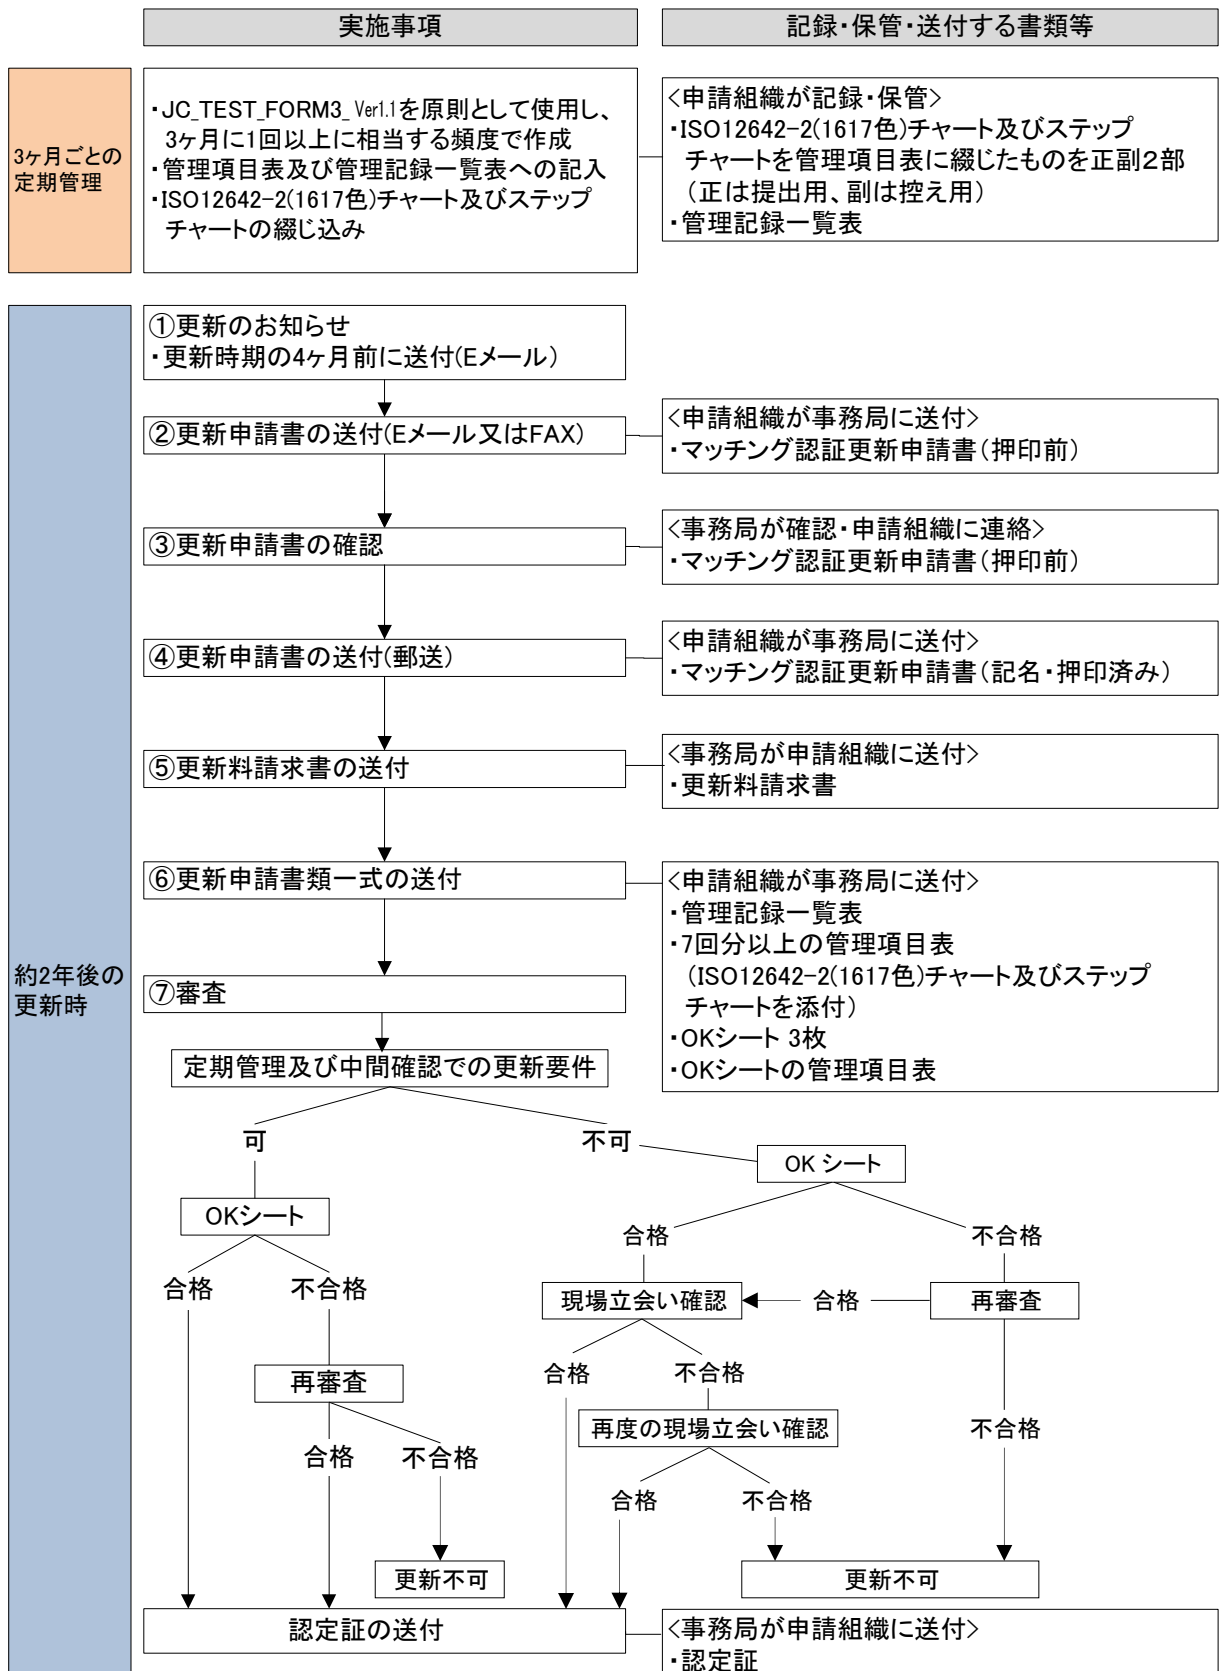 実施事項
記録・保管・送付する書類等
3ヶ月ごとの
定期管理
・JC_TEST_FORM3_Ver1.1を原則として使用し、
3ヶ月に1回以上に相当する頻度で作成
・管理項目表及び管理記録一覧表への記入
・ISO12642-2(1617色)チャート及びステップ
チャートの綴じ込み
<申請組織が記録・保管>
・ISO12642-2(1617色)チャート及びステップ
チャートを管理項目表に綴じたものを正副2部
(正は提出用、副は控え用)
・管理記録一覧表
約2年後の
更新時
①更新のお知らせ
・更新時期の4ヶ月前に送付(Eメール)
②更新申請書の送付(Eメール又はFAX)
<申請組織が事務局に送付>
・マッチング認証更新申請書(押印前)
③更新申請書の確認
<事務局が確認・申請組織に連絡>
・マッチング認証更新申請書(押印前)
④更新申請書の送付(郵送)
<申請組織が事務局に送付>
・マッチング認証更新申請書(記名・押印済み)
⑤更新料請求書の送付
<事務局が申請組織に送付>
・更新料請求書
⑥更新申請書類一式の送付
<申請組織が事務局に送付>
・管理記録一覧表
・7回分以上の管理項目表
(ISO12642-2(1617色)チャート及びステップ
チャートを添付)
・OKシート 3枚
・OKシートの管理項目表
⑦審査
定期管理及び中間確認での更新要件
可
不可
OKシート
OK シート
合格
不合格
合格
不合格
現場立会い確認
合格
再審査
再審査
合格
不合格
再度の現場立会い確認
不合格
合格
不合格
合格
不合格
更新不可
更新不可
認定証の送付
<事務局が申請組織に送付>
・認定証